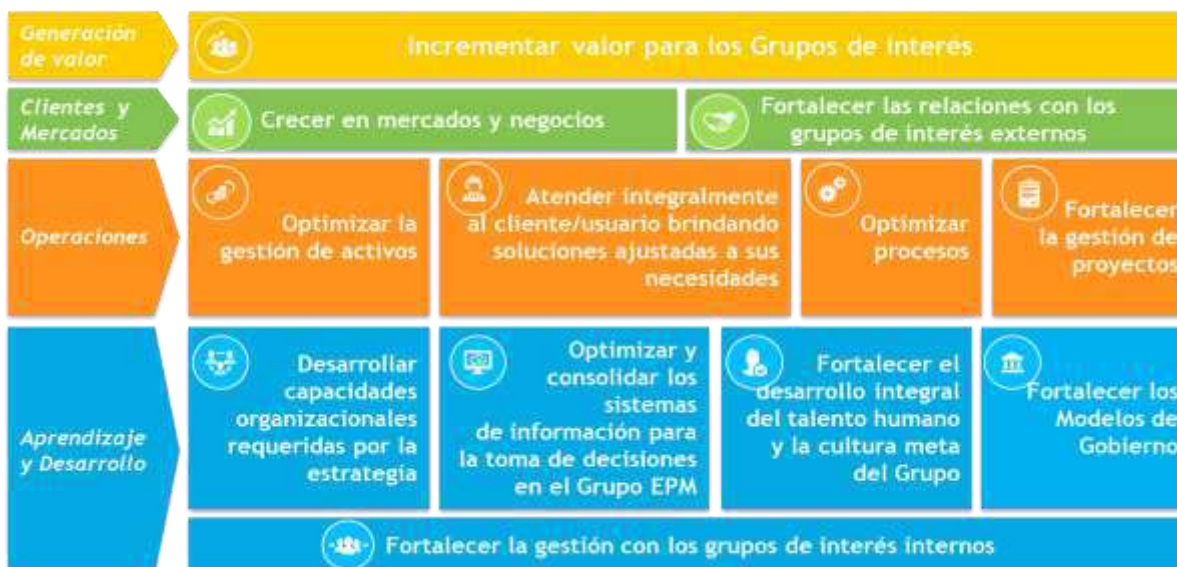 Generación
de valor
Incrementar valor para los Grupos de Interés
Clientes y
Mercados
Crecer en mercados y negocios
Fortalecer las relaciones con los
grupos de interés externos
Operaciones
Optimizar la
gestión de activos
Atender integralmente
al cliente/usuario brindando
soluciones ajustadas a sus
necesidades
Optimizar
procesos
Fortalecer
la gestión de
proyectos
Aprendizaje
y Desarrollo
Desarrollar
capacidades
organizacionales
requeridas por la
estrategia
Optimizar y
consolidar los
sistemas
de información para
la toma de decisiones
en el Grupo EPM
Fortalecer el
desarrollo integral
del talento humano
y la cultura meta
del Grupo
Fortalecer los
Modelos de
Gobierno
Fortalecer la gestión con los grupos de interés internos